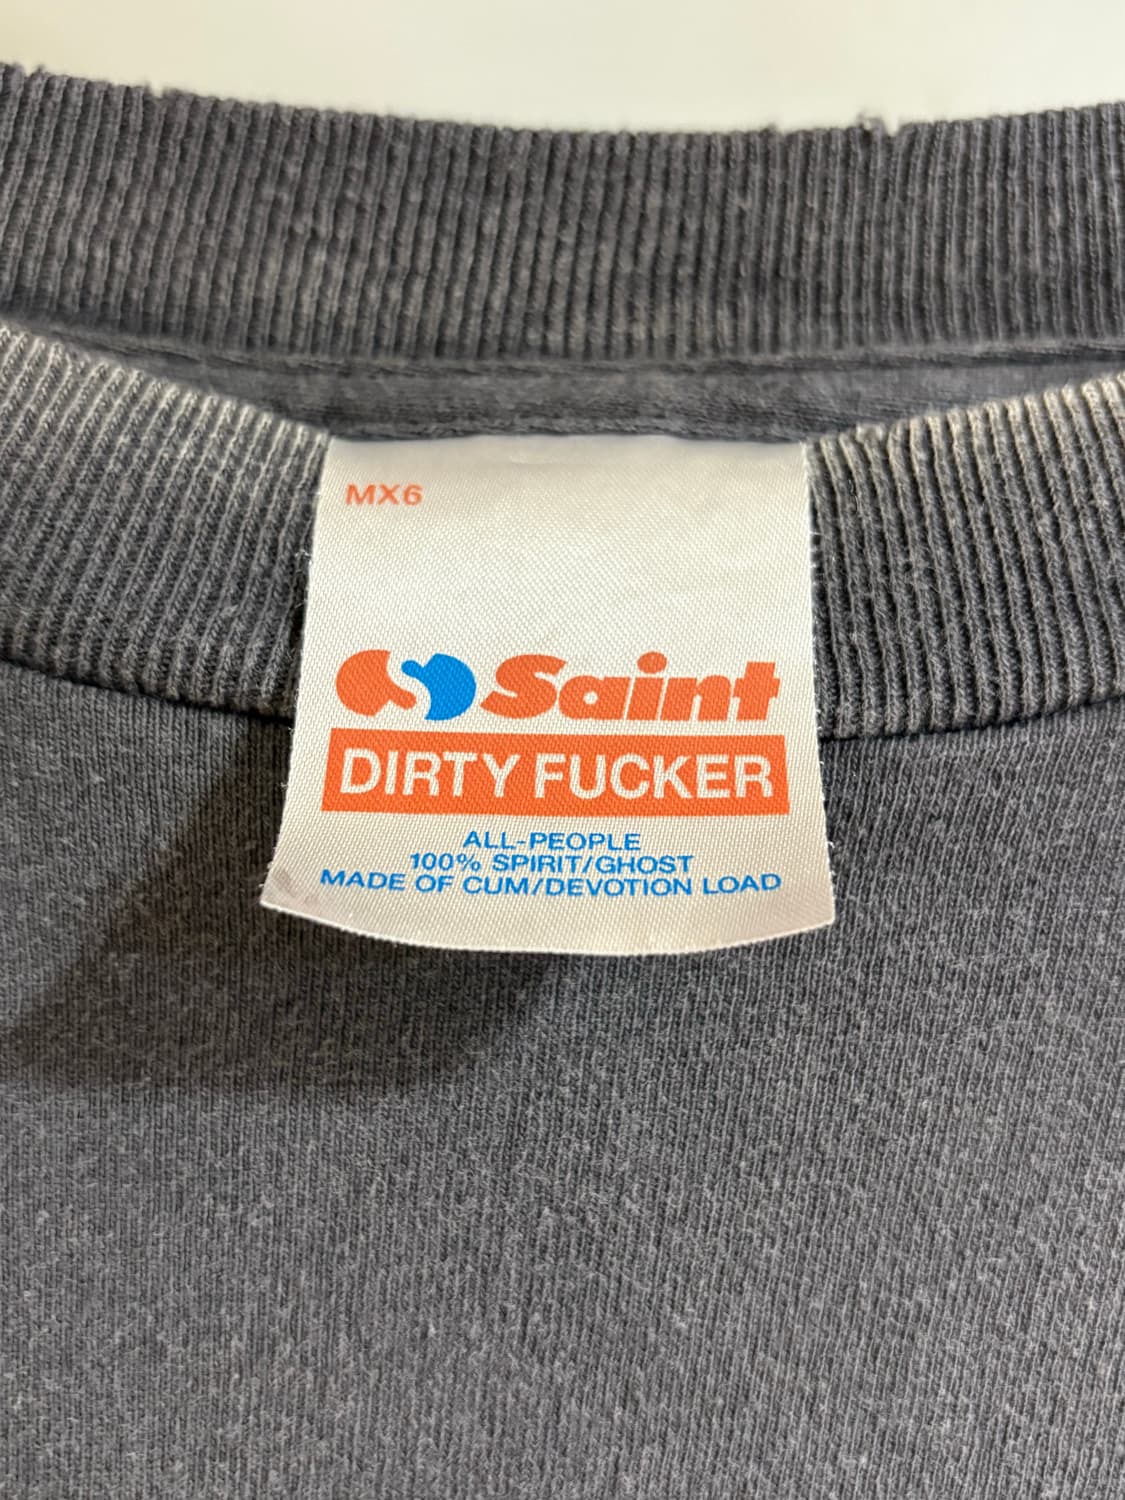 MX6
Saint
DIRTY FUCKER
ALL-PEOPLE
100% SPIRIT/GHOST
MADE OF CUM/DEVOTION LOAD